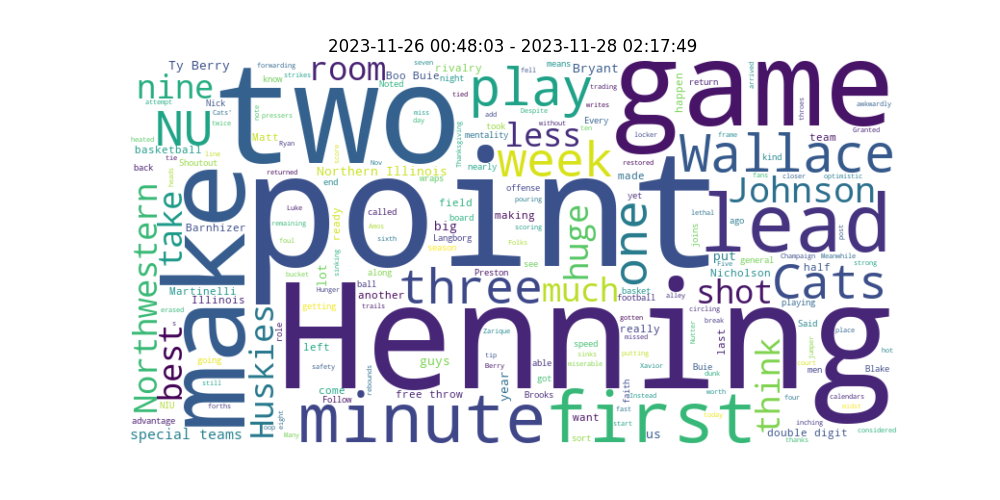 2023-11-26 00:48:03 - 2023-11-28 02:17:49
Ty Berry
forwarding
strikes
room
Boo Buie
Noted
rivalry
night
seven
fell
means
Bryant
know
nine
two
play
game
trading
writes
return
arrived
happen
throes
awkwardly
Granted
attempt
Nick
Cats'
twice
note
pressers
tied
add
Despite
Every
without
ten
miss
day
took
mentality
less
NU
Matt
Ryan
heated
basketball
line
tie
Shoutout
back
heads
score
Thanksgiving
nearly
week
locker
frame
team
Wallace
restored
kind
fans
closer
optimistic
Northern Illinois
Nov
wraps
returned
end
offense
pouring
made
yet
Johnson
Northwestern
take
make
point
lead
Luke
called
field
board
making
scoring
huge
one
ago
lethal
joins
post
Barnhizer
remaining
foul
ready
Amos
sixth
season
big
Langborg
Folks
put
general
Five
Champaign
Meanwhile
strong
bucket
sinking
along
see
Preston
Nicholson
half
Cats
Martinelli
Illinois
lot
ball
another
trails
three
much
basket
football
alley
shot
playing
erased
s
best
Huskies
Hunger
getting
role
Henning
gotten
missed
really
circling
break
last
Said
men
place
jumper
hot
Blake
left
guys
Zarique
speed
sinks
miserable
putting
Nutter
Buie
think
court
going
still
safety
tip
Berry
able
got
Xavior
dunk
worth
four
midst
calendars
NIU
forths
come
Follow
rebounds
free throw
year
Brooks
faith
Instead
today
inching
advantage
special teams
oop
eight
Many
minute
first
want
sort
fast
start
us
double digit
thanks
considered